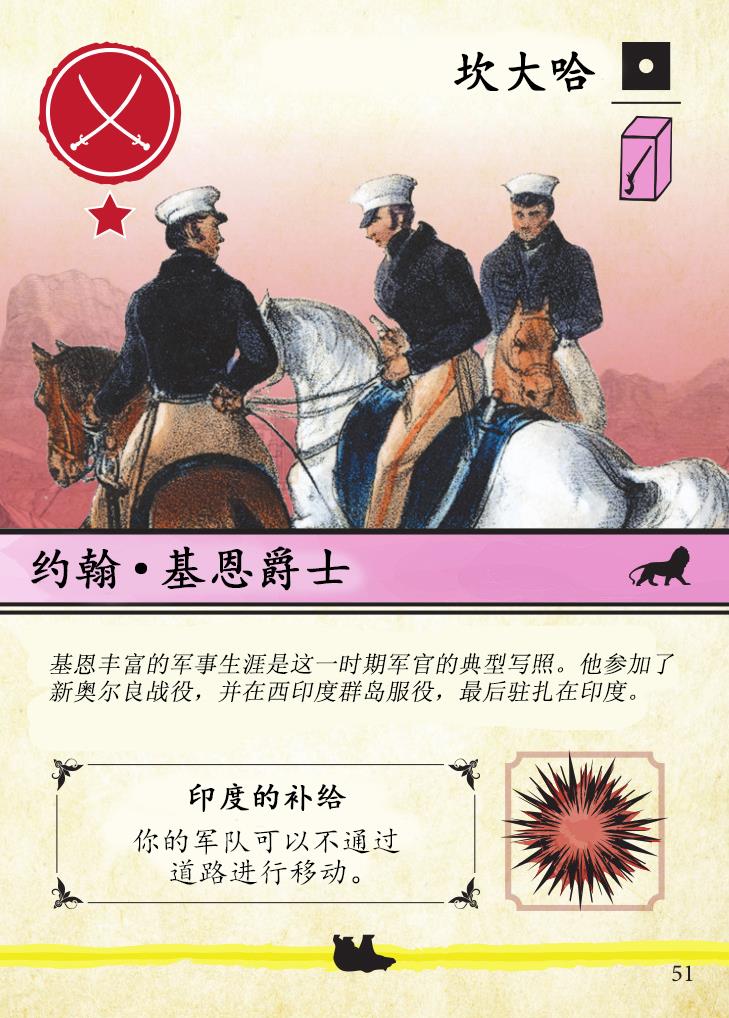 坎大哈
约翰·基恩爵士
基恩丰富的军事生涯是这一时期军官的典型写照。他参加了
新奥尔良战役，并在西印度群岛服役，最后驻扎在印度。
印度的补给
你的军队可以不通过
道路进行移动。
51